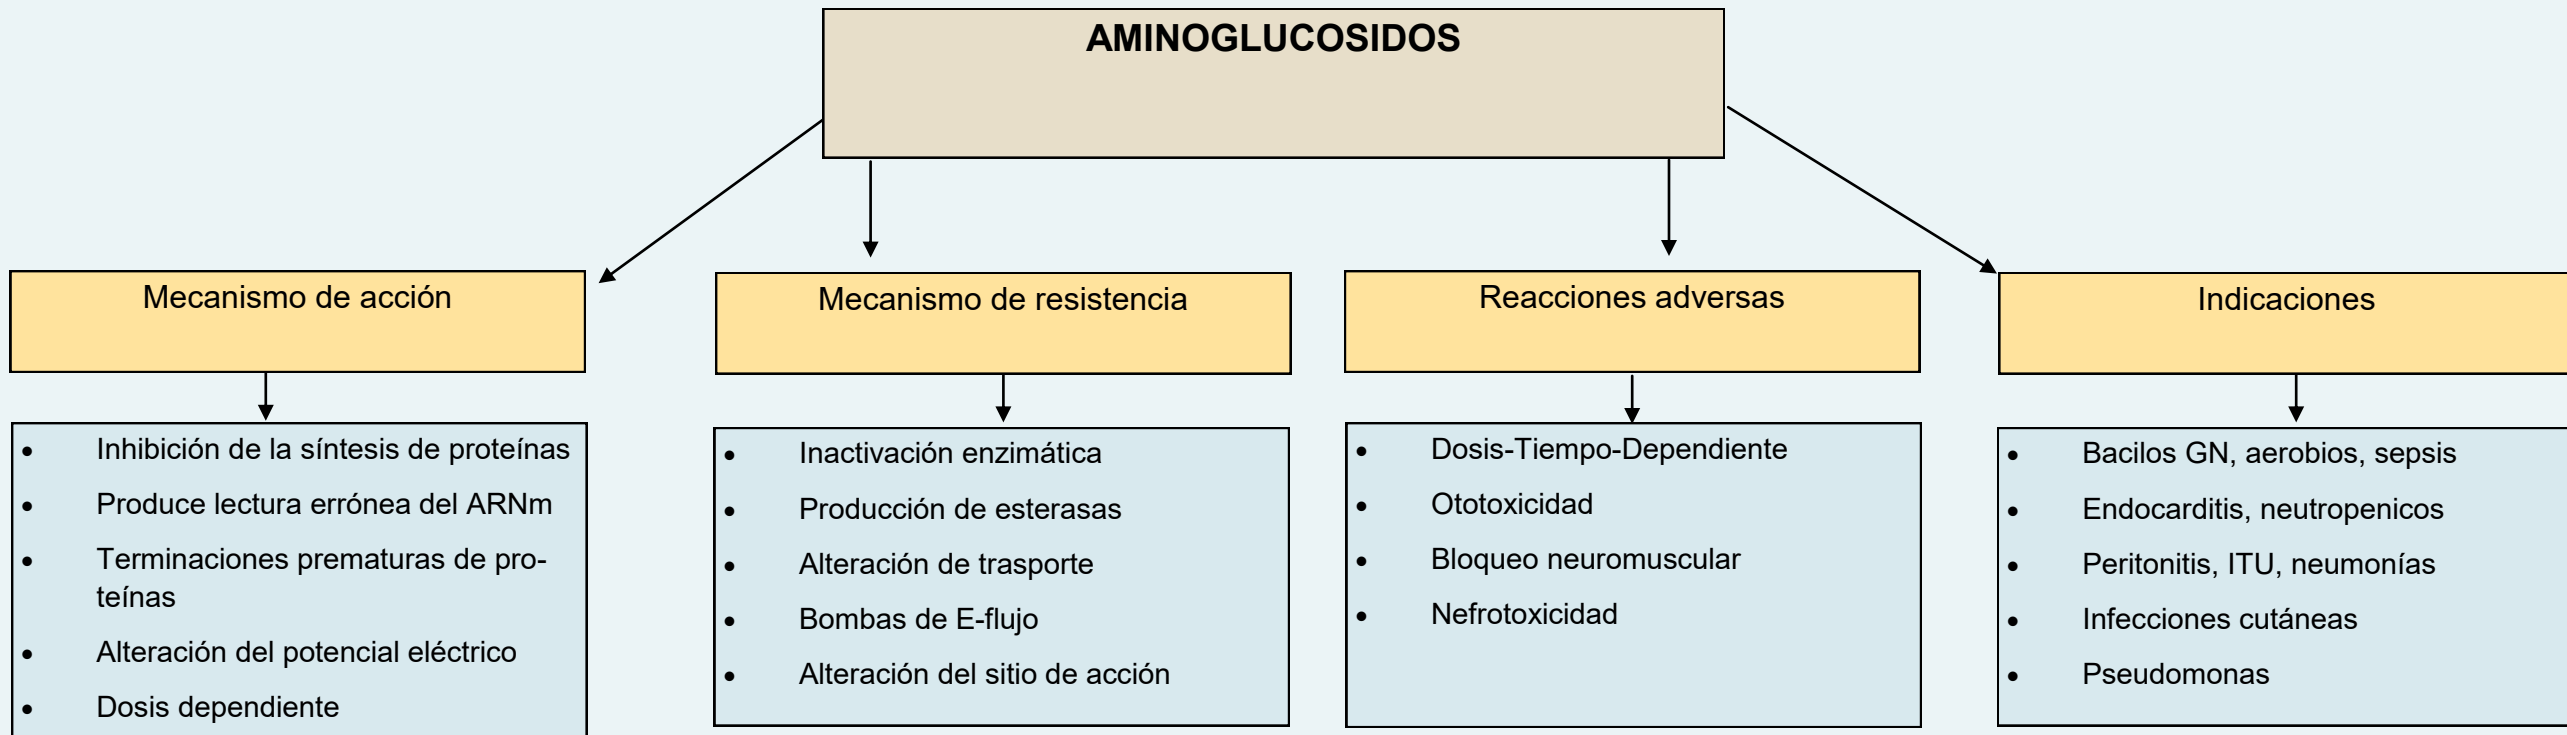 AMINOGLUCOSIDOS
Mecanismo de acción
• Inhibición de la síntesis de proteínas
• Produce lectura errónea del ARNm
• Terminaciones prematuras de pro-
teínas
• Alteración del potencial eléctrico
• Dosis dependiente
Mecanismo de resistencia
• Inactivación enzimática
• Producción de esterasas
• Alteración de trasporte
• Bombas de E-flujo
• Alteración del sitio de acción
Reacciones adversas
• Dosis-Tiempo-Dependiente
• Ototoxicidad
• Bloqueo neuromuscular
• Nefrotoxicidad
Indicaciones
• Bacilos GN, aerobios, sepsis
• Endocarditis, neutropenicos
• Peritonitis, ITU, neumonías
• Infecciones cutáneas
• Pseudomonas